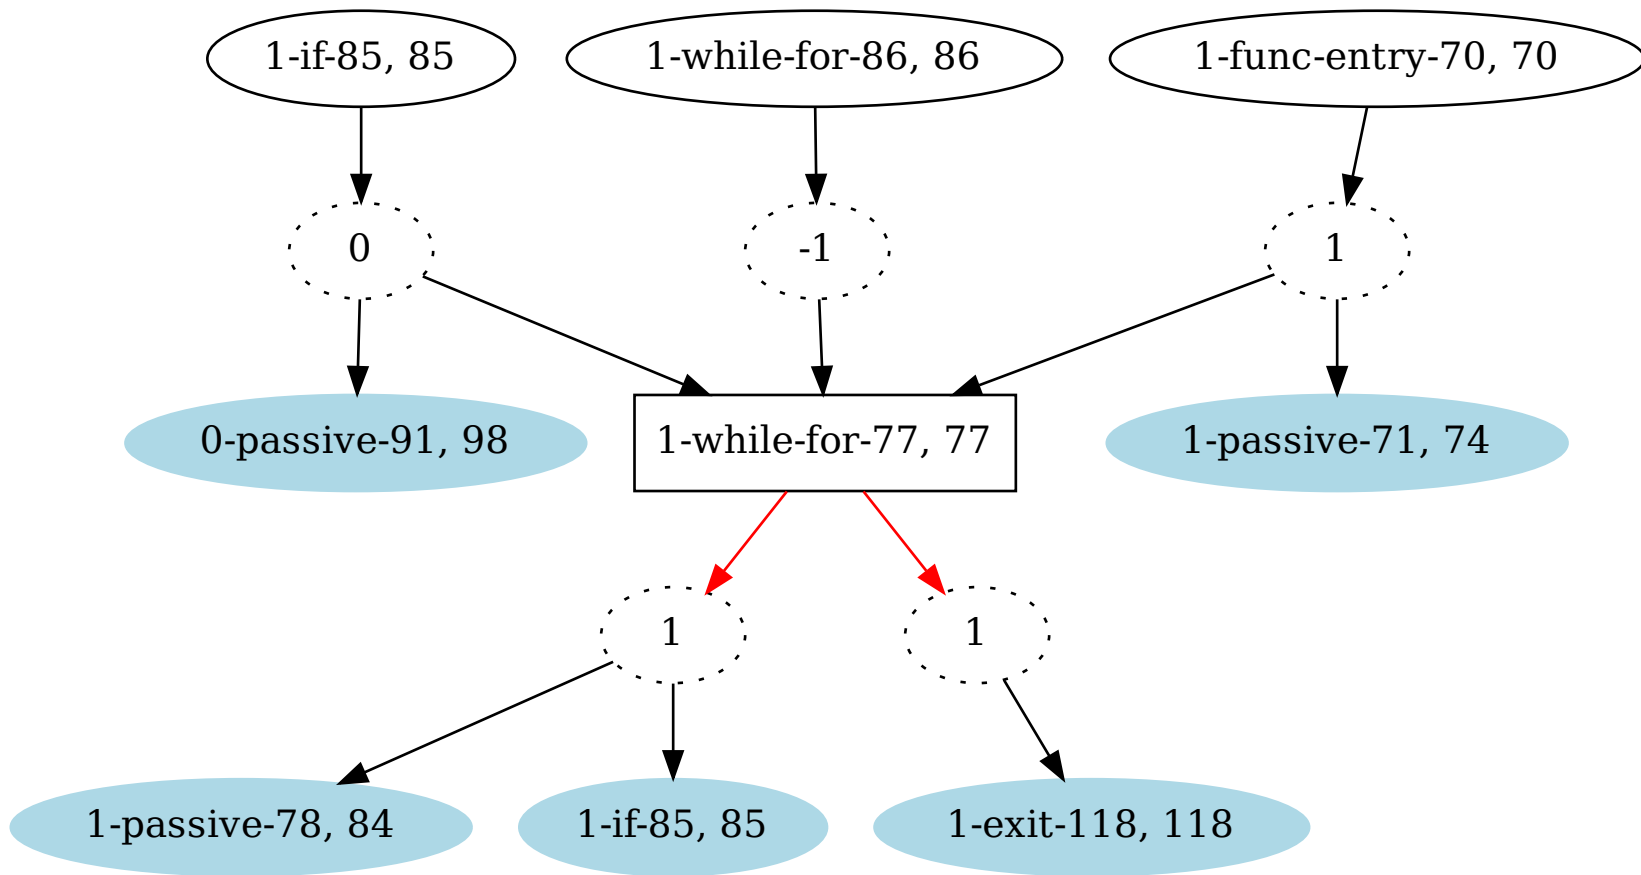 1-if-85, 85
1-while-for-86, 86
1-func-entry-70, 70
0
-1
1
0-passive-91, 98
1-while-for-77, 77
1-passive-71, 74
1
1
1-passive-78, 84
1-if-85, 85
1-exit-118, 118